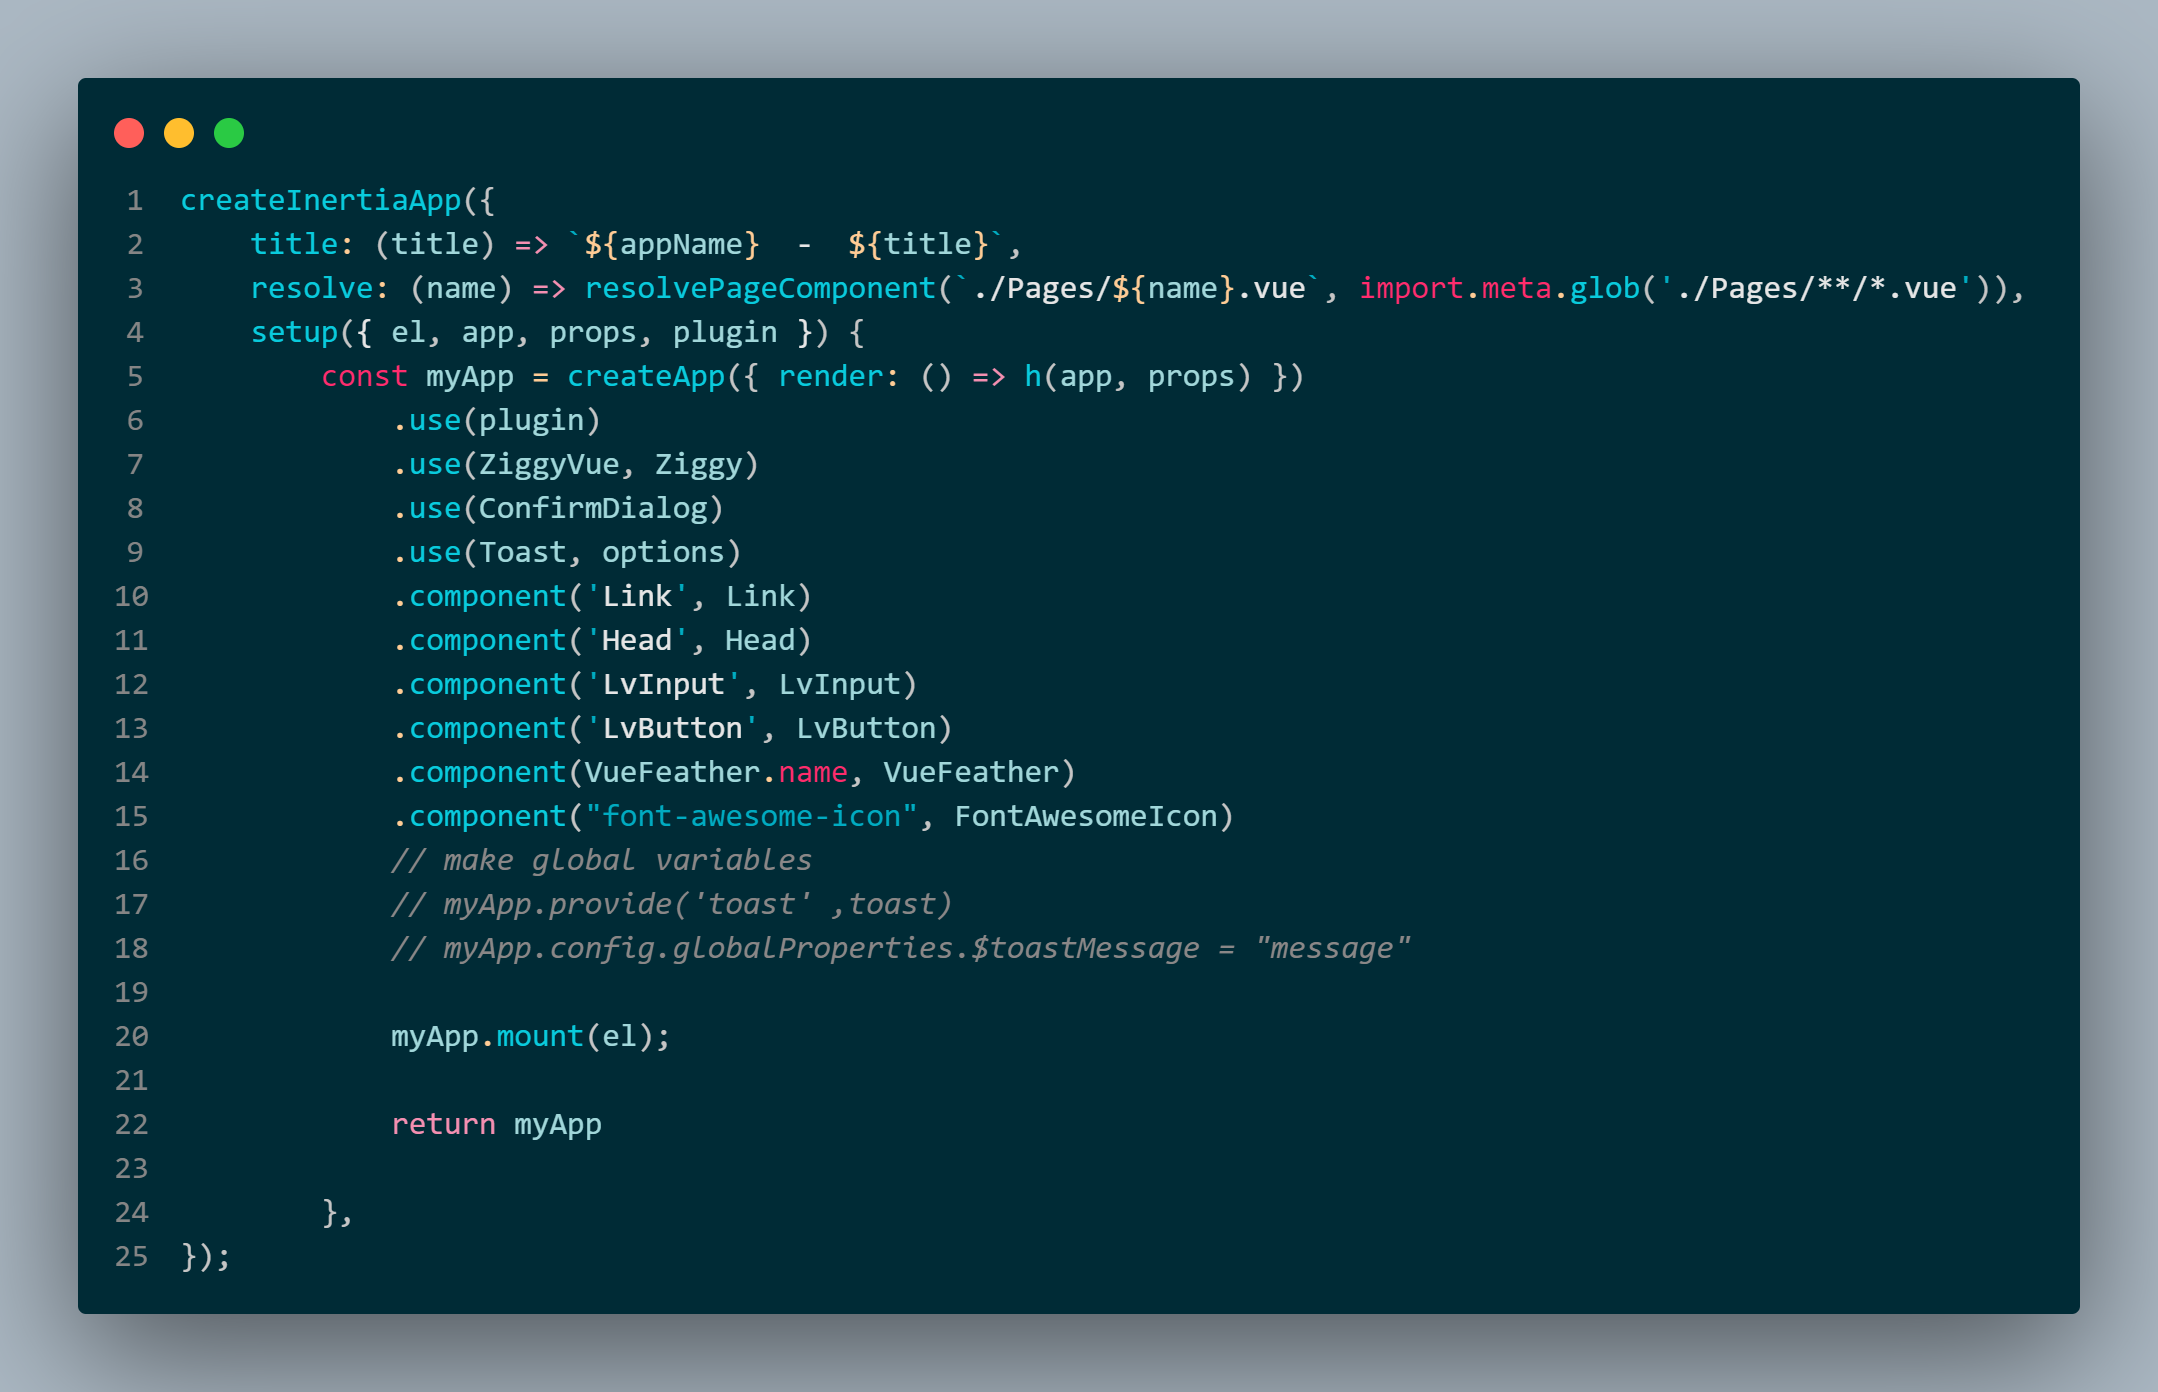 1 createInertiaApp({
2     title: (title) => `${appName}  -  ${title}`,
3     resolve: (name) => resolvePageComponent(`./Pages/${name}.vue`, import.meta.glob('./Pages/**/*.vue')),
4     setup({ el, app, props, plugin }) {
5         const myApp = createApp({ render: () => h(app, props) })
6             .use(plugin)
7             .use(ZiggyVue, Ziggy)
8             .use(ConfirmDialog)
9             .use(Toast, options)
10             .component('Link', Link)
11             .component('Head', Head)
12             .component('LvInput', LvInput)
13             .component('LvButton', LvButton)
14             .component(VueFeather.name, VueFeather)
15             .component("font-awesome-icon", FontAwesomeIcon)
16             // make global variables
17             // myApp.provide('toast' ,toast)
18             // myApp.config.globalProperties.$toastMessage = "message"
19
20             myApp.mount(el);
21
22             return myApp
23
24         },
25 });